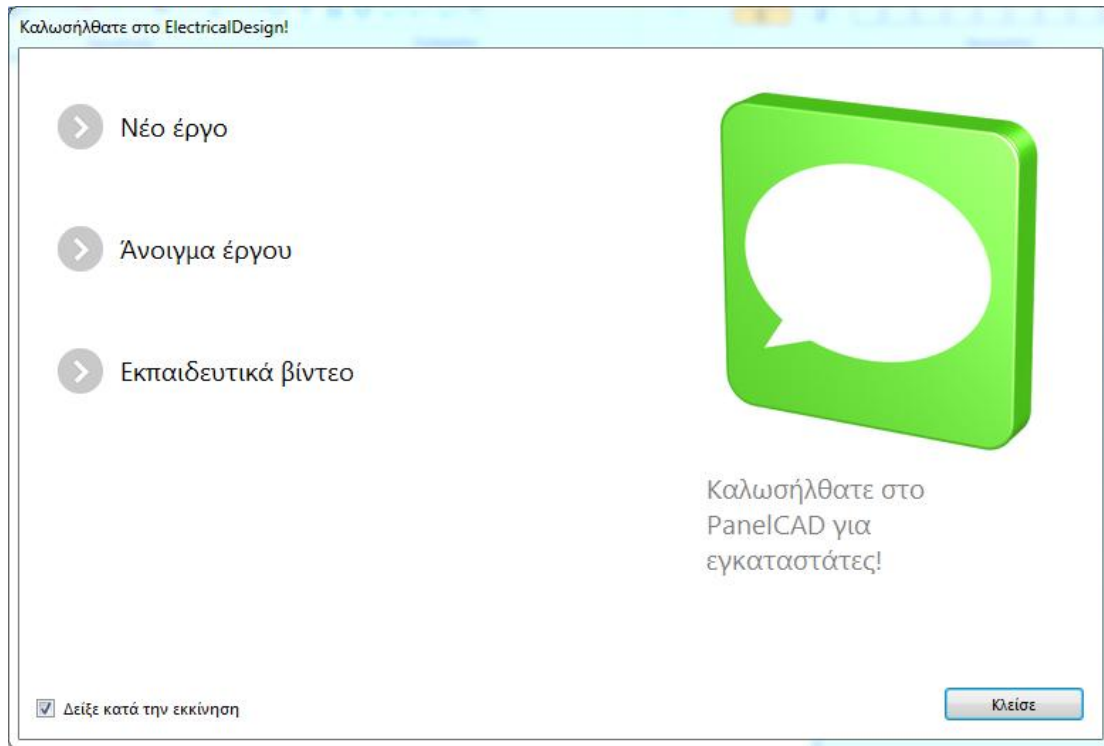 Καλωσήλθατε στο ElectricalDesign!
Νέο έργο
Άνοιγμα έργου
Εκπαιδευτικά βίντεο
Καλωσήλθατε στο
PanelCAD για
εγκαταστάτες!
Δείξε κατά την εκκίνηση
Κλείσε